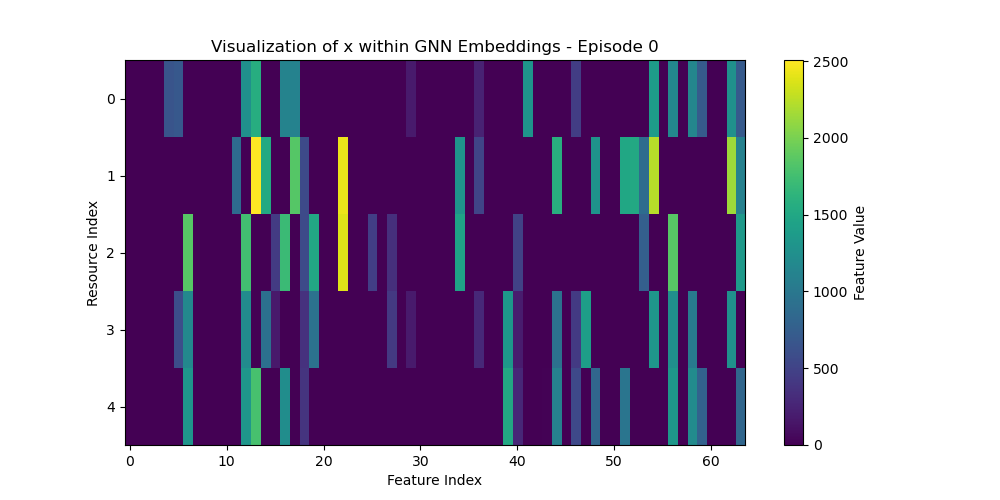 Visualization of x within GNN Embeddings - Episode 0
Resource Index
0
1
2
3
4
0 10 20 30 40 50 60
Feature Index
2500
2000
1500
1000
500
0
Feature Value